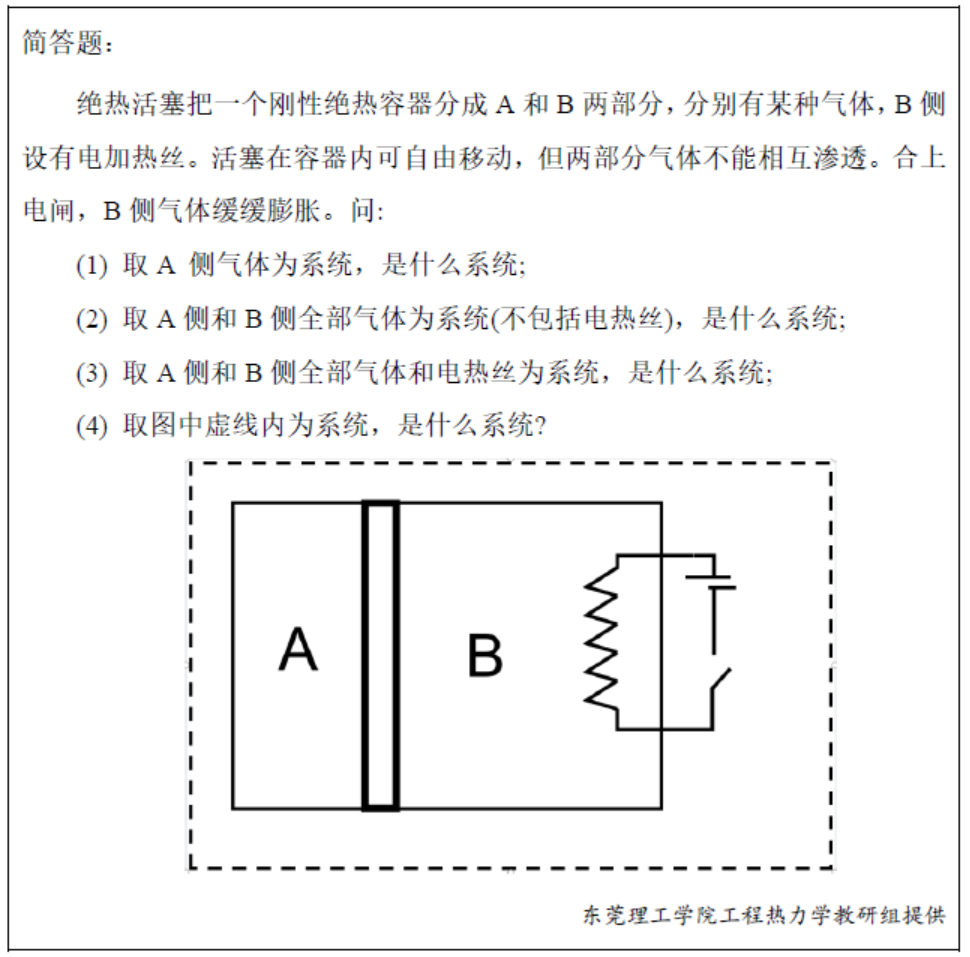 简答题：
绝热活塞把一个刚性绝热容器分成 A 和 B 两部分，分别有某种气体，B 侧
设有电加热丝。活塞在容器内可自由移动，但两部分气体不能相互渗透。合上
电闸，B 侧气体缓缓膨胀。问:
(1) 取 A 侧气体为系统，是什么系统;
(2) 取 A 侧和 B 侧全部气体为系统(不包括电热丝)，是什么系统;
(3) 取 A 侧和 B 侧全部气体和电热丝为系统，是什么系统;
(4) 取图中虚线内为系统，是什么系统?
A
B
东莞理工学院工程热力学教研组提供